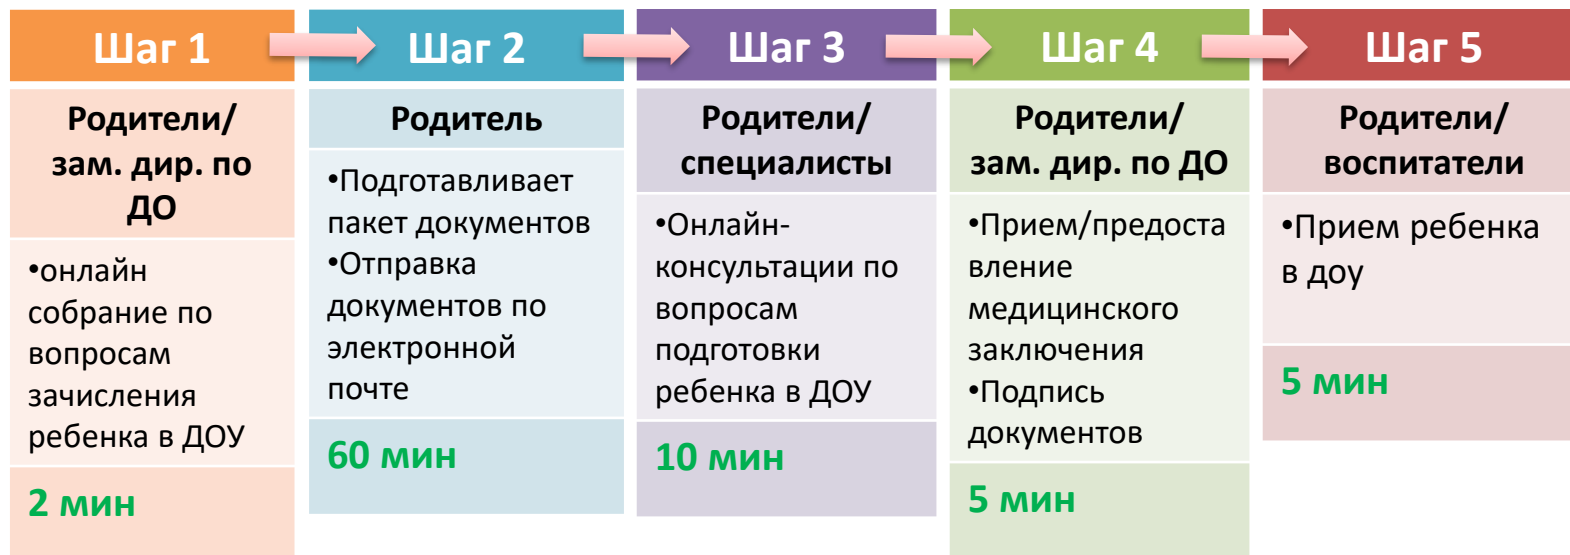 Шаг 1
Родители/
зам. дир. по
ДО
•онлайн
собрание по
вопросам
зачисления
ребенка в ДОУ
2 мин
Шаг 2
Родитель
•Подготавливает
пакет документов
•Отправка
документов по
электронной
почте
60 мин
Шаг 3
Родители/
специалисты
•Онлайн-
консультации по
вопросам
подготовки
ребенка в ДОУ
10 мин
Шаг 4
Родители/
зам. дир. по ДО
•Прием/предоста
вление
медицинского
заключения
•Подпись
документов
5 мин
Шаг 5
Родители/
воспитатели
•Прием ребенка
в доу
5 мин